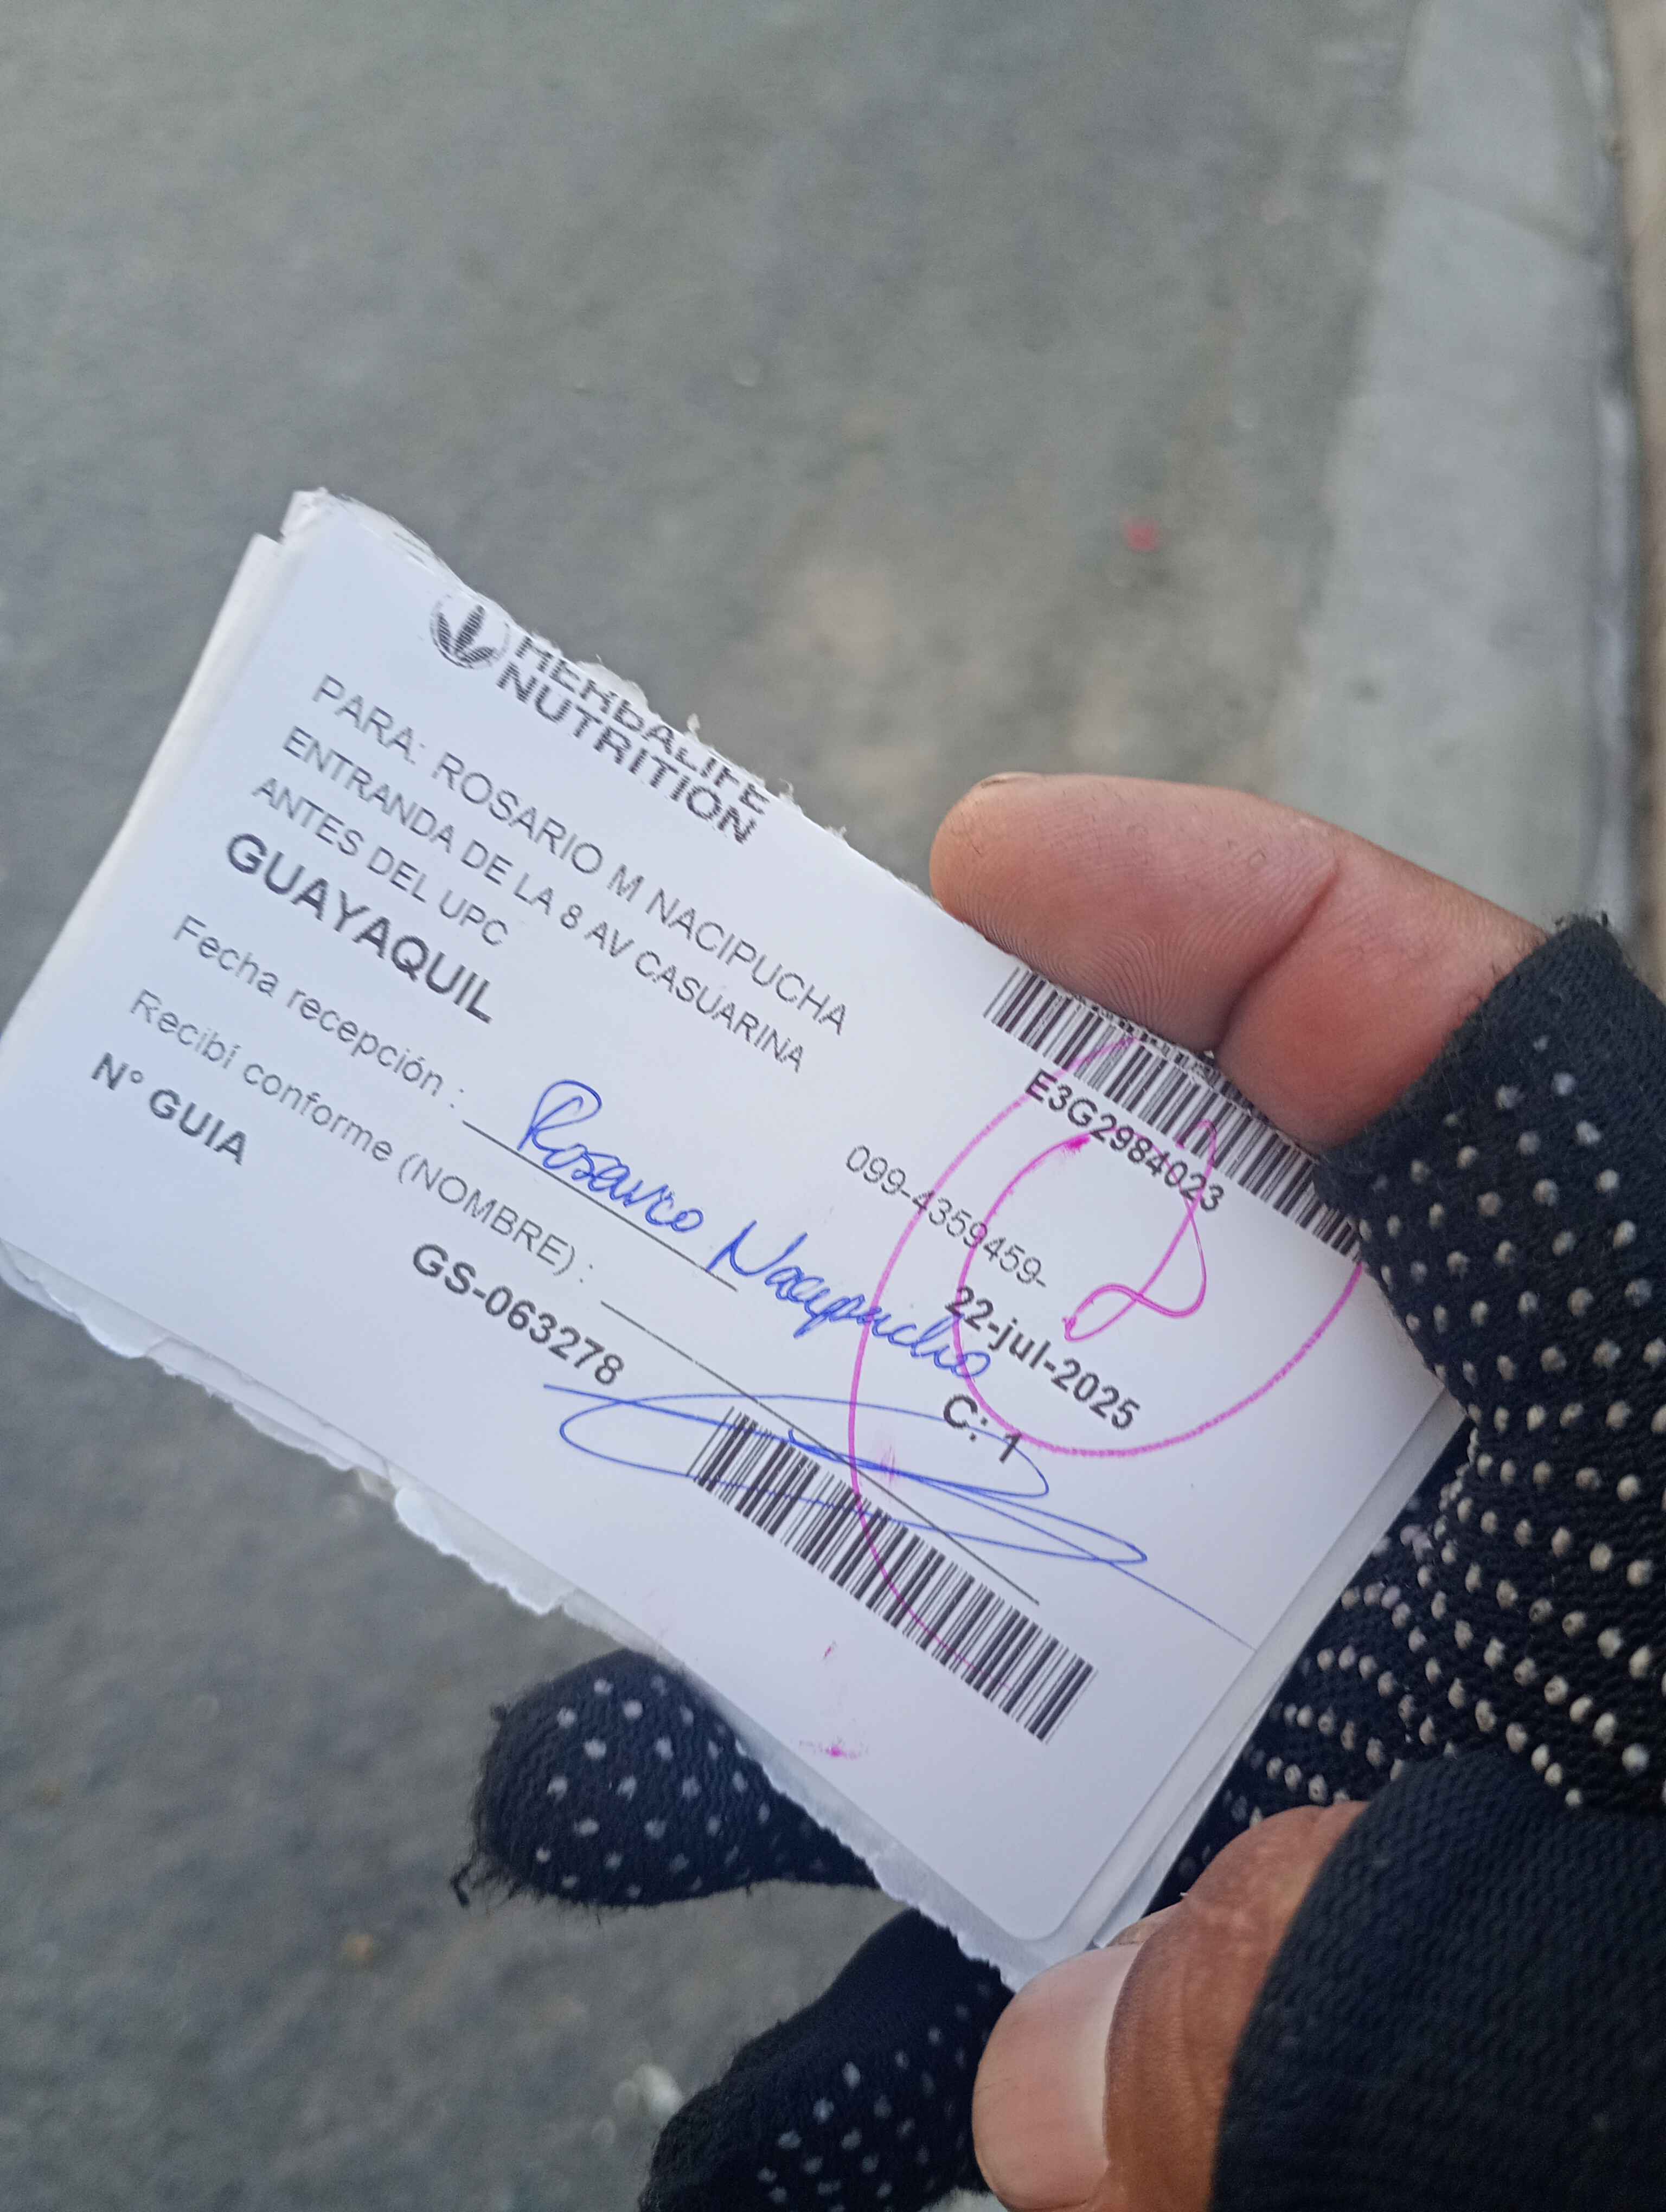 HERBALIFE
NUTRITION
PARA: ROSARIO M NACIPUCHA
ENTRANDA DE LA 8 AV CASUARINA
ANTES DEL UPC
GUAYAQUIL
E3G2984023
099-4359459-
22-jul-2025
C: 1
2
Fecha recepción :
Rosario Nacipucha
Recibí conforme (NOMBRE) :
N° GUIA
GS-063278